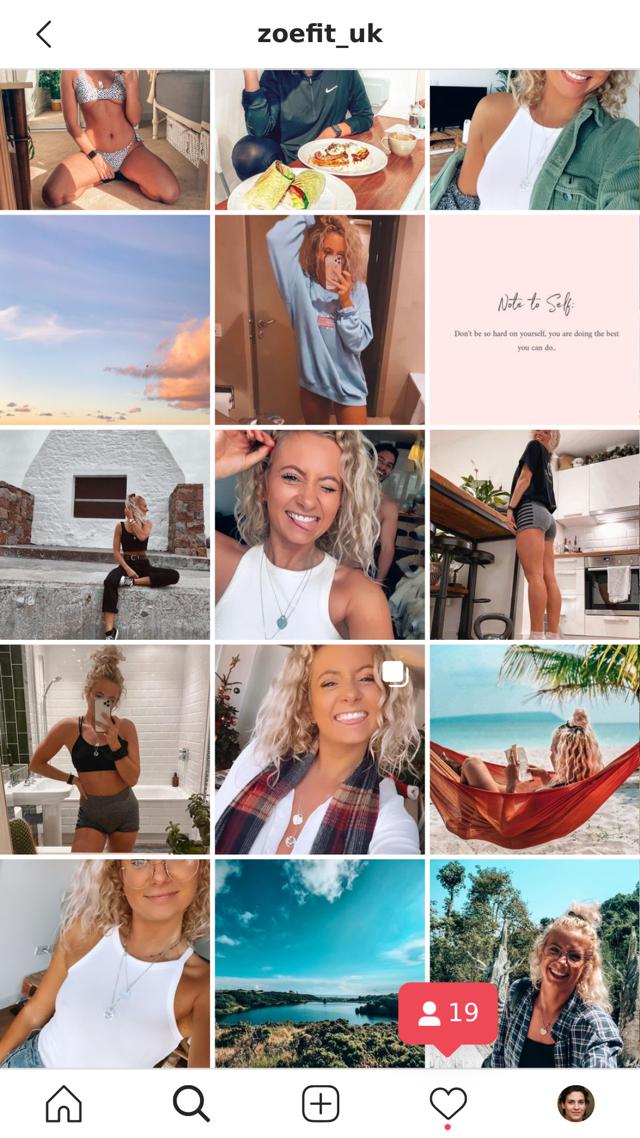 zoefit_uk
Note to Self:
Don't be so hard on yourself, you are doing the best
you can do..
19